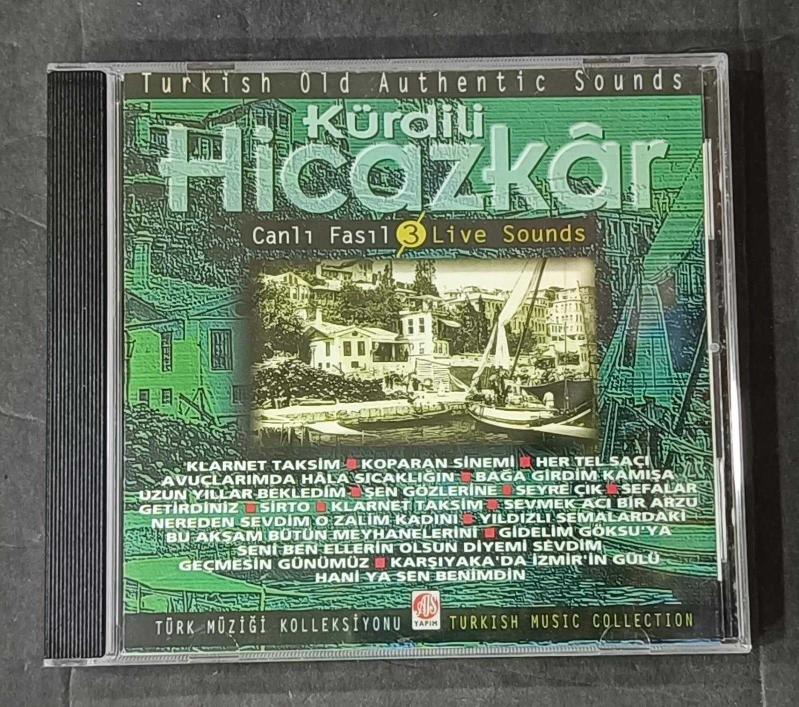 Turkish Old Authentic Sounds
Kürdili
Hicazkâr
Canlı Fasıl 3 Live Sounds
KLARNET TAKSİM ■ KOPARAN SİNEMİ ■ HER TEL SAÇI
AVUÇLARIMDA HÂLA SICAKLIĞIN ■ BAĞA GİRDİM KAMIŞA
UZUN YILLAR BEKLEDİM ■ ŞEN GÖZLERİNE ■ SEYRE ÇIK ■ SEFALAR
GETİRDİNİZ ■ SİRTO ■ KLARNET TAKSİM ■ SEVMEK ACI BİR ARZU
NEREDEN SEVDİM O ZALİM KADINI ■ YILDIZLI SEMALARDAKİ
BU AKŞAM BÜTÜN MEYHANELERİNİ ■ GİDELİM GÖKSU'YA
SENİ BEN ELLERİN OLSUN DİYEMİ SEVDİM
GEÇMESİN GÜNÜMÜZ ■ KARŞIYAKA'DA İZMİR'İN GÜLÜ
HANİ YA SEN BENİMDİN
TÜRK MÜZİĞİ KOLLEKSİYONU AJS YAPIM TURKISH MUSIC COLLECTION